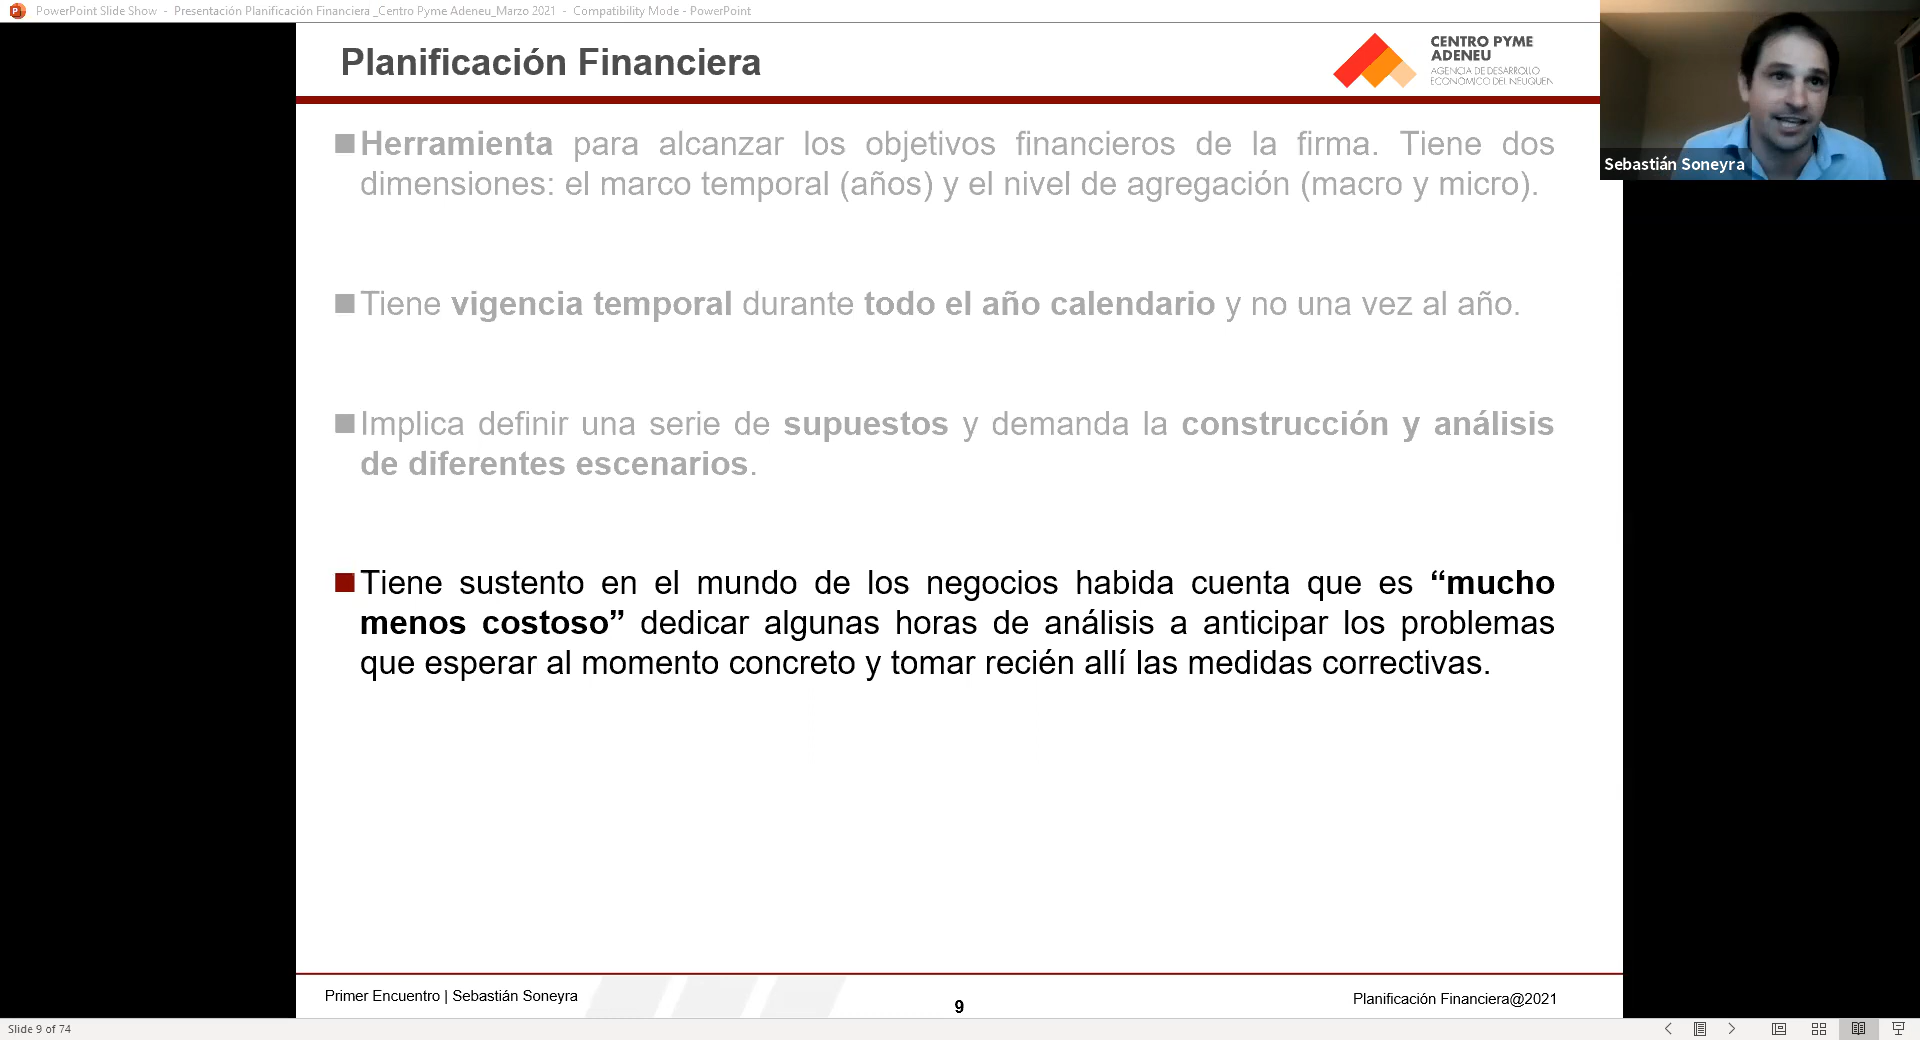 PowerPoint Slide Show - Presentación Planificación Financiera _Centro Pyme Adeneu_Marzo 2021 - Compatibility Mode - PowerPoint
Planificación Financiera
CENTRO PYME
ADENEU
AGENCIA DE DESARROLLO
ECONOMICO DEL NEUQUEN
Sebastián Soneyra
Herramienta para alcanzar los objetivos financieros de la firma. Tiene dos
dimensiones: el marco temporal (años) y el nivel de agregación (macro y micro).
Tiene vigencia temporal durante todo el año calendario y no una vez al año.
Implica definir una serie de supuestos y demanda la construcción y análisis
de diferentes escenarios.
Tiene sustento en el mundo de los negocios habida cuenta que es “mucho
menos costoso” dedicar algunas horas de análisis a anticipar los problemas
que esperar al momento concreto y tomar recién allí las medidas correctivas.
Primer Encuentro | Sebastián Soneyra
9
Planificación Financiera@2021
Slide 9 of 74